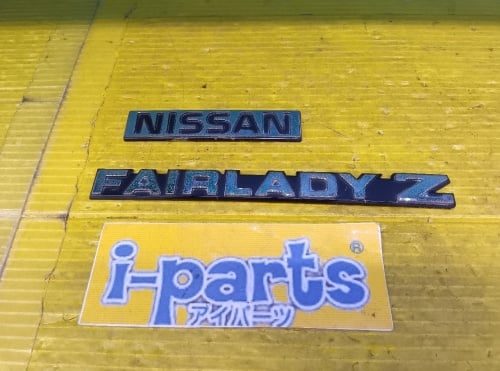 NISSAN
FAIRLADY Z
i-parts®
アイパーツ